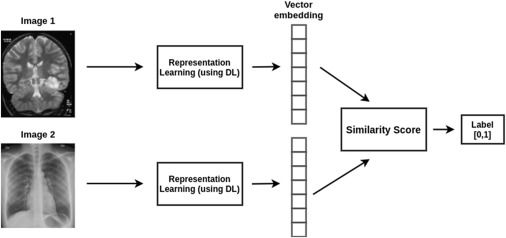 Image 1
Representation
Learning (using DL)
Vector
embedding
Similarity Score
Label
[0,1]
Image 2
Representation
Learning (using DL)